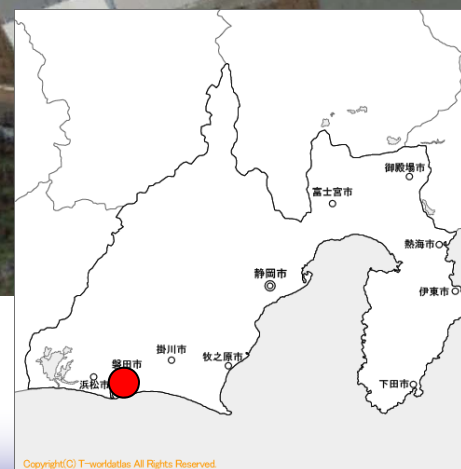 御殿場市
富士宮市
熱海市
静岡市
伊東市
掛川市
牧之原市
磐田市
浜松市
下田市
Copyright(C) T-worldatlas All Rights Reserved.